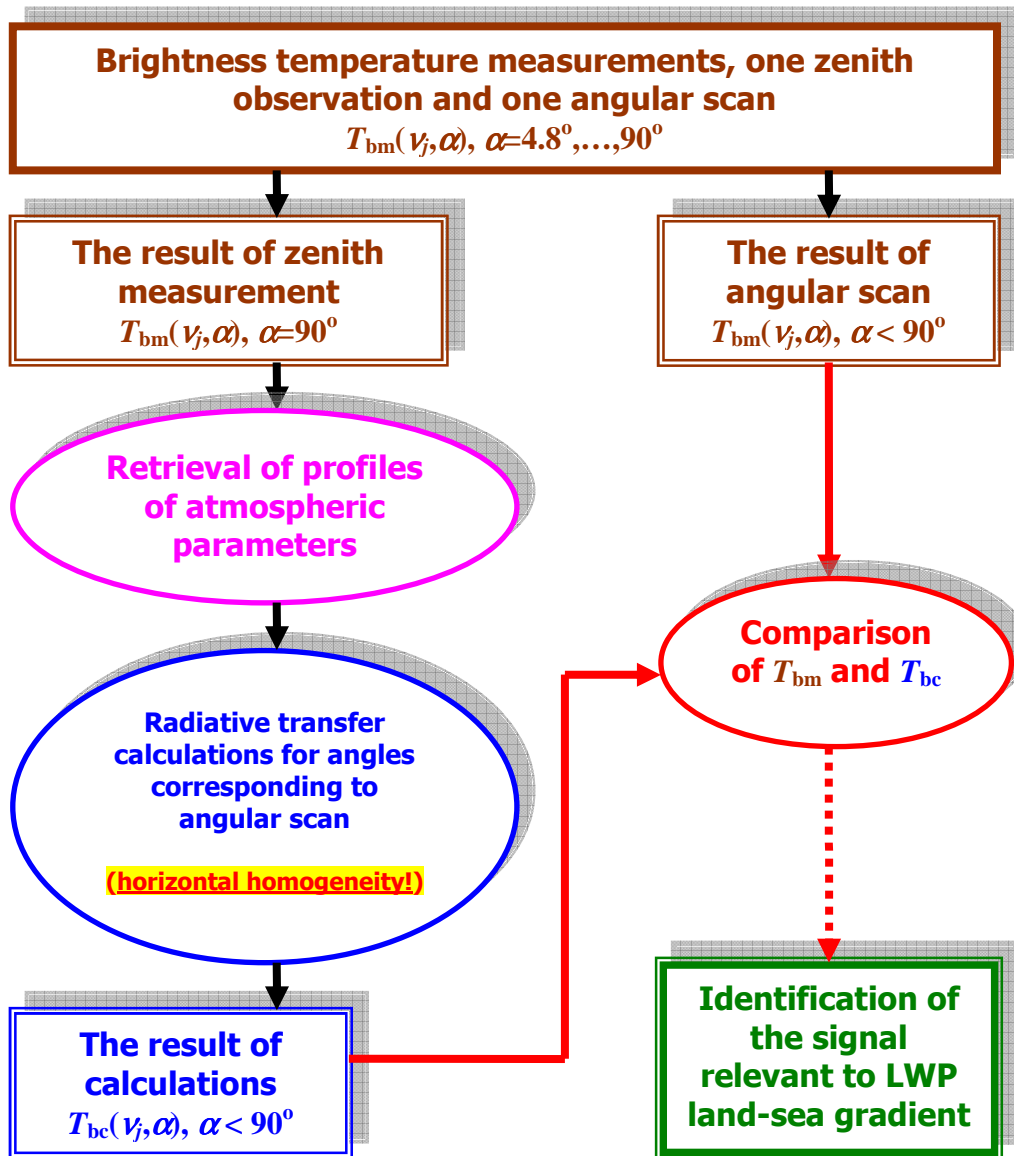 Brightness temperature measurements, one zenith
observation and one angular scan
Tbm(νj,α), α=4.8o,…,90o
The result of zenith
measurement
Tbm(νj,α), α=90o
The result of
angular scan
Tbm(νj,α), α < 90o
Retrieval of profiles
of atmospheric
parameters
Radiative transfer
calculations for angles
corresponding to
angular scan
(horizontal homogeneity!)
Comparison
of Tbm and Tbc
The result of
calculations
Tbc(νj,α), α < 90o
Identification of
the signal
relevant to LWP
land-sea gradient